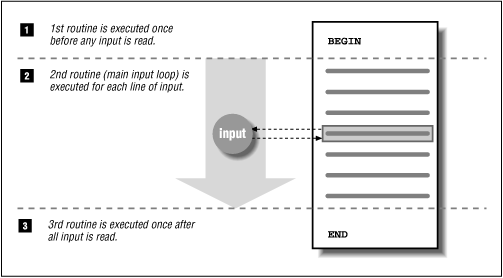 1 1st routine is executed once
before any input is read.
BEGIN
2 2nd routine (main input loop) is
executed for each line of input.
input
3 3rd routine is executed once after
all input is read.
END